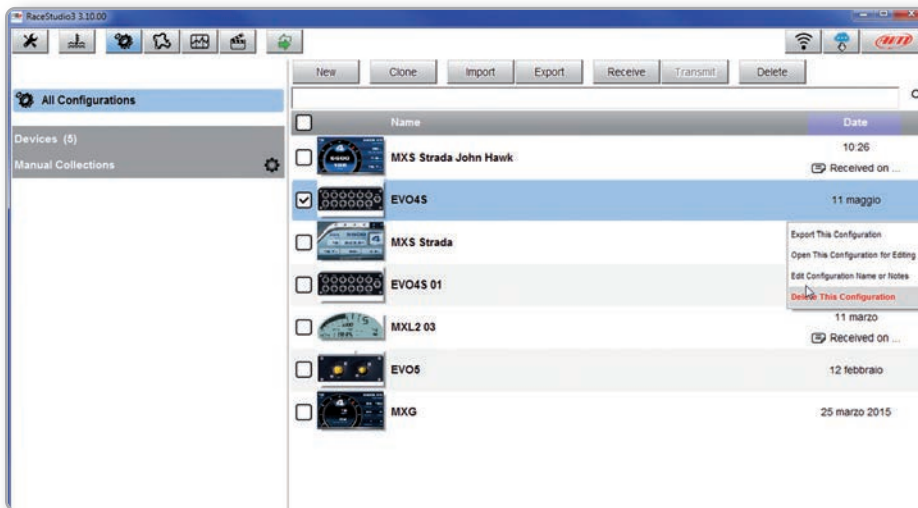 RaceStudio3 3.10.00
New Clone Import Export Receive Transmit Delete
All Configurations
Name Date
Devices (5)
Manual Collections
MXS Strada John Hawk 10:26
Received on ...
EVO4S 11 maggio
Export This Configuration
MXS Strada
Open This Configuration for Editing
Edit Configuration Name or Notes
EVO4S 01
Delete This Configuration
11 marzo
MXL2 03
Received on ...
EVO5 12 febbraio
MXG 25 marzo 2015